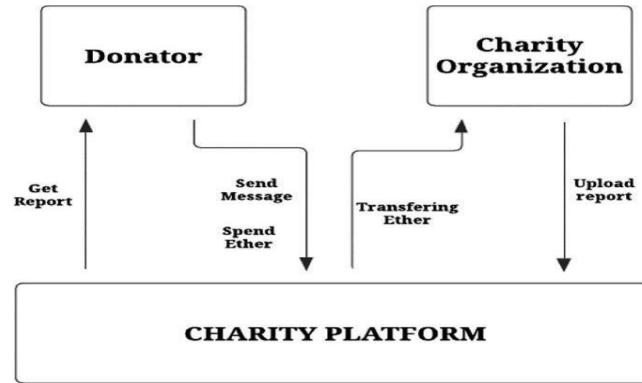 Donator
Charity
Organization
Get
Report
Send
Message
Spend
Ether
Transfering
Ether
Upload
report
CHARITY PLATFORM